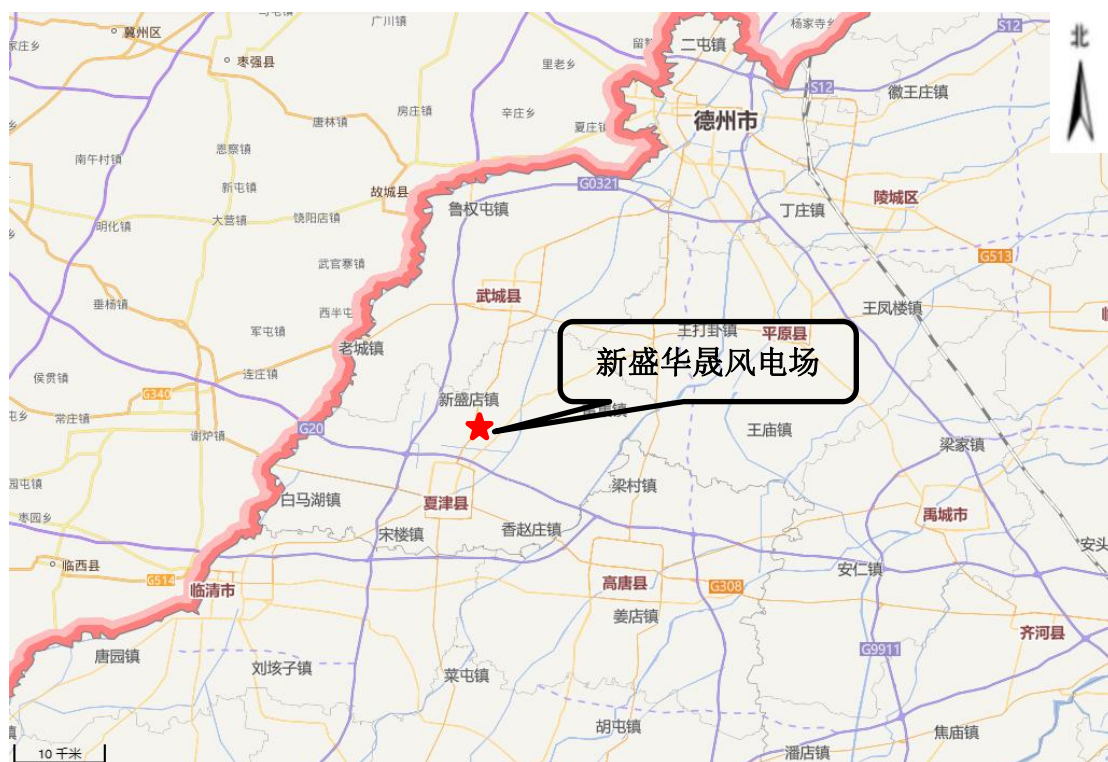 冀州区
广川镇
杨家寺乡
S12
北
家庄乡
枣强县
里老乡
二屯镇
S12
徽王庄镇
唐林镇
房庄镇
辛庄乡
夏庄镇
德州市
南午村镇
恩察镇
新屯镇
故城县
G0321
陵城区
大营镇
饶阳店镇
鲁权屯镇
丁庄镇
明化镇
武官寨镇
G513
垂杨镇
西半屯
武城县
王凤楼镇
军屯镇
老城镇
王打卦镇
平原县
新盛华晟风电场
侯贯镇
连庄镇
G340
新盛店镇
屯乡
常庄镇
谢炉镇
G20
王庙镇
梁家镇
园屯镇
白马湖镇
夏津县
梁村镇
枣园乡
宋楼镇
香赵庄镇
禹城市
安头
临西县
G514
临清市
高唐县
G308
安仁镇
姜店镇
齐河县
唐园镇
刘垓子镇
菜屯镇
G9911
镇
胡屯镇
焦庙镇
10 千米
潘店镇